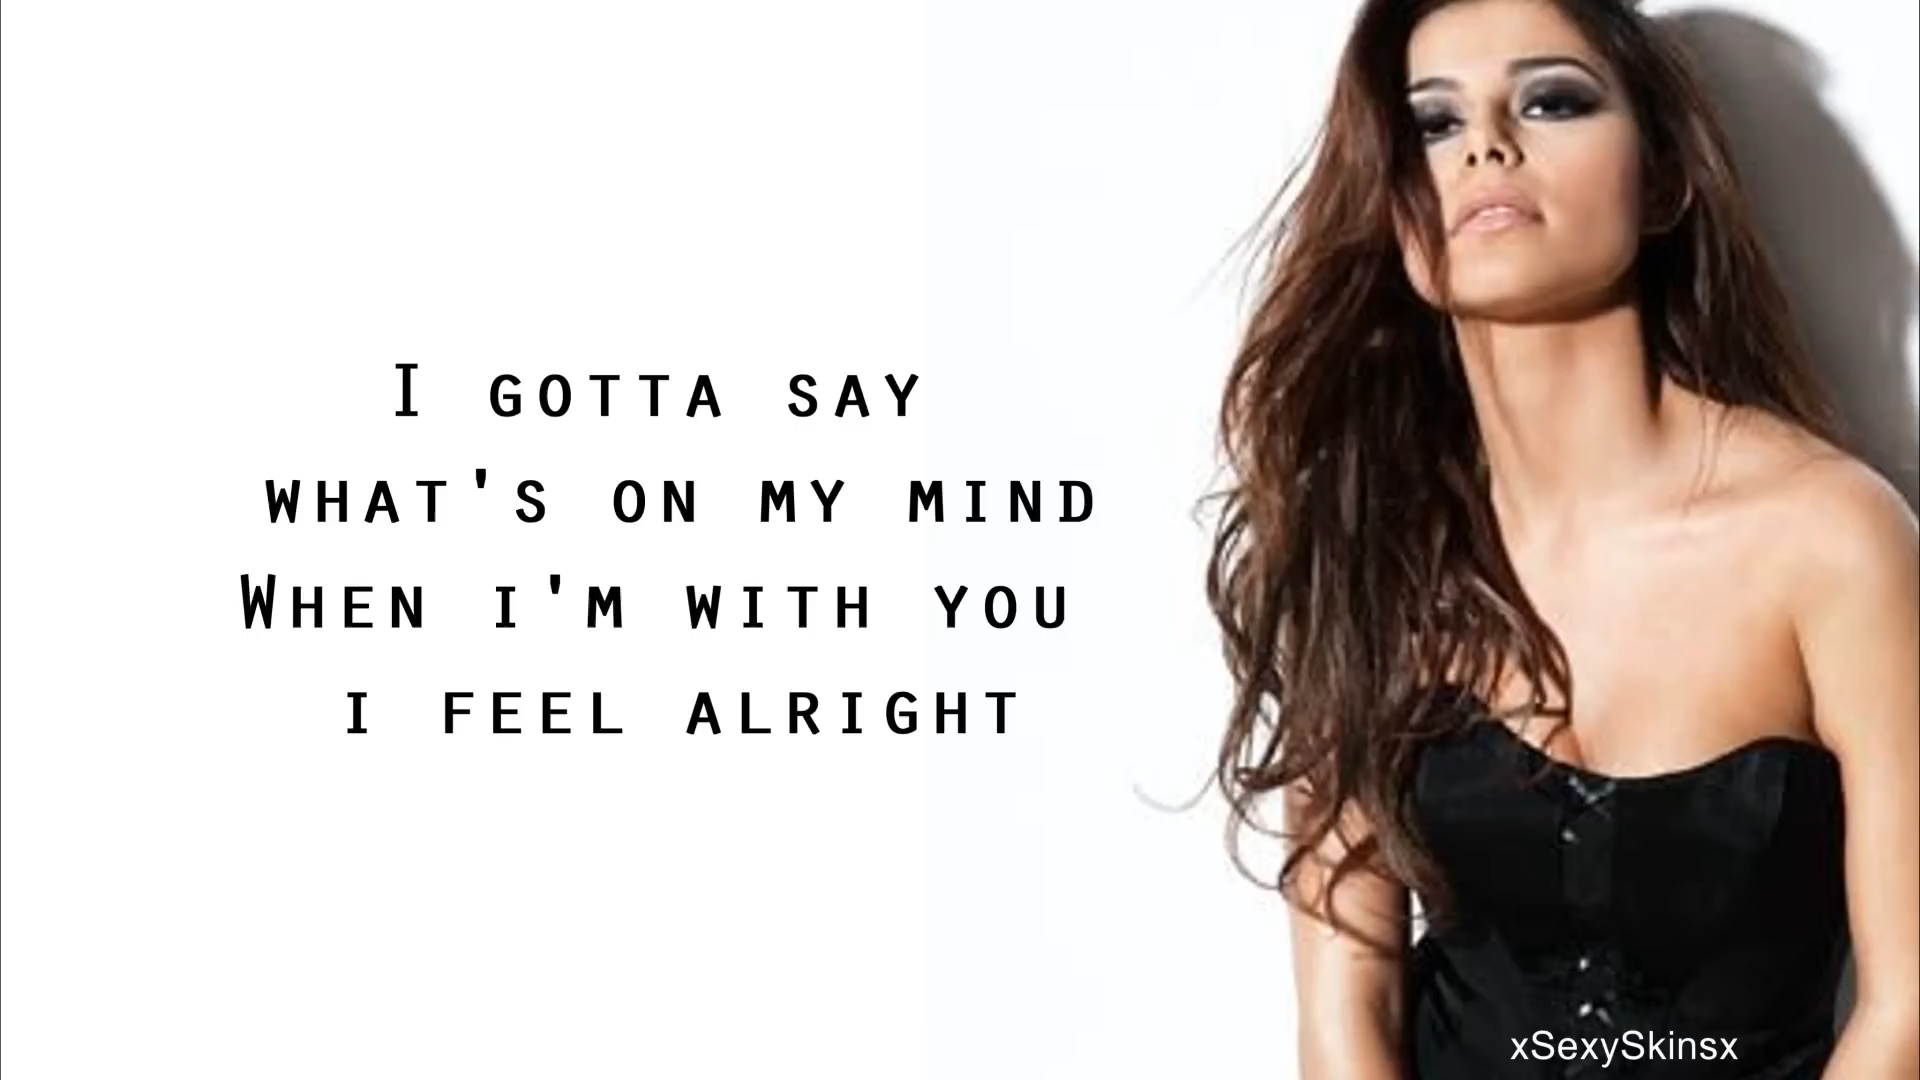 I GOTTA SAY
WHAT'S ON MY MIND
WHEN I'M WITH YOU
I FEEL ALRIGHT
xSexySkinsx